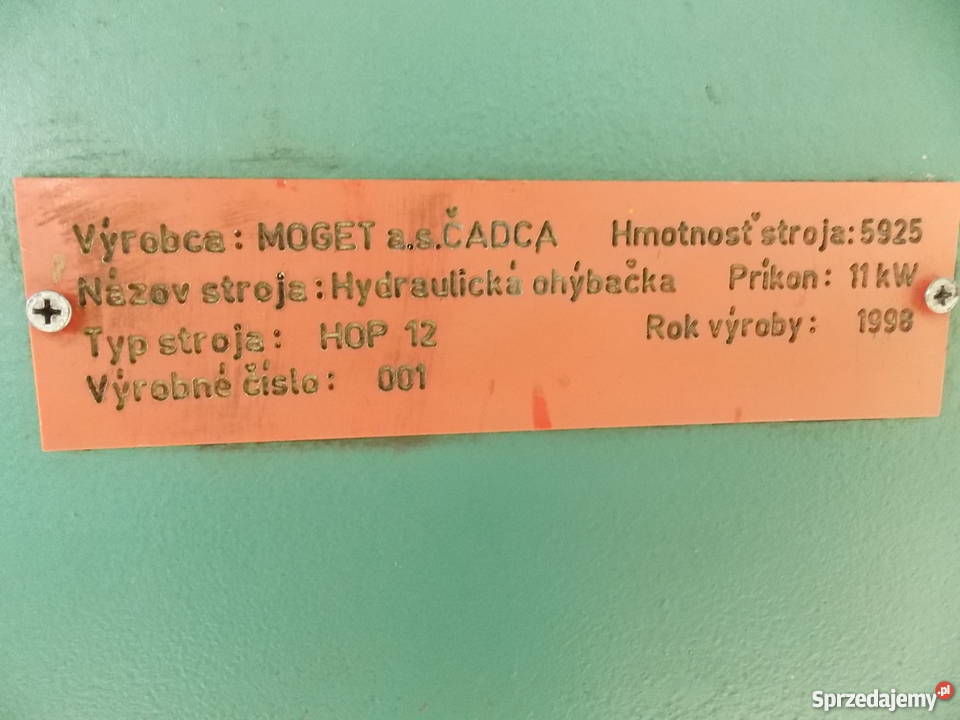 Výrobca: MOGET a.s. ČADCA Hmotnosť stroja: 5925
Názov stroja: Hydraulická ohýbačka Príkon: 11 kW
Typ stroja: HOP 12 Rok výroby: 1998
Výrobné číslo: 001
Sprzedajemy.pl